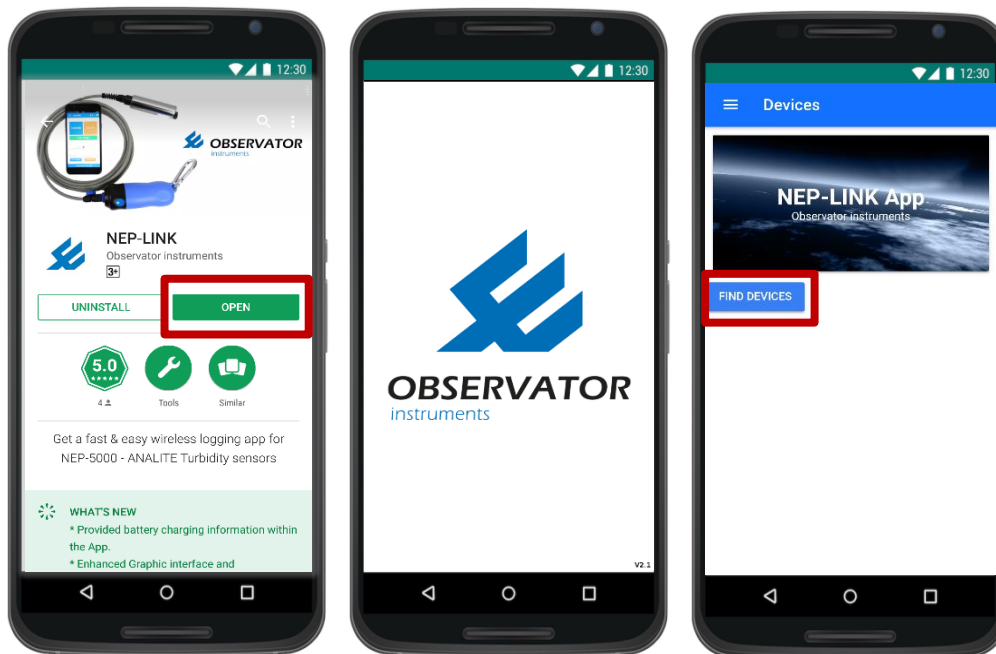 12:30
OBSERVATOR
instruments
NEP-LINK
Observator instruments
3+
UNINSTALL
OPEN
5.0
4
Tools
Similar
Get a fast & easy wireless logging app for
NEP-5000 - ANALITE Turbidity sensors
WHAT'S NEW
* Provided battery charging information within
the App.
* Enhanced Graphic interface and
12:30
OBSERVATOR
instruments
V2.1
12:30
Devices
NEP-LINK App
Observator instruments
FIND DEVICES